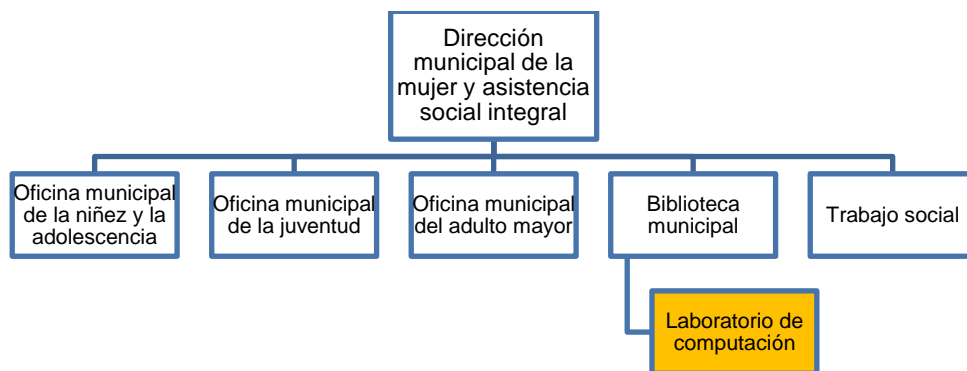 Dirección
municipal de la
mujer y asistencia
social integral
Oficina municipal
de la niñez y la
adolescencia
Oficina municipal
de la juventud
Oficina municipal
del adulto mayor
Biblioteca
municipal
Trabajo social
Laboratorio de
computación